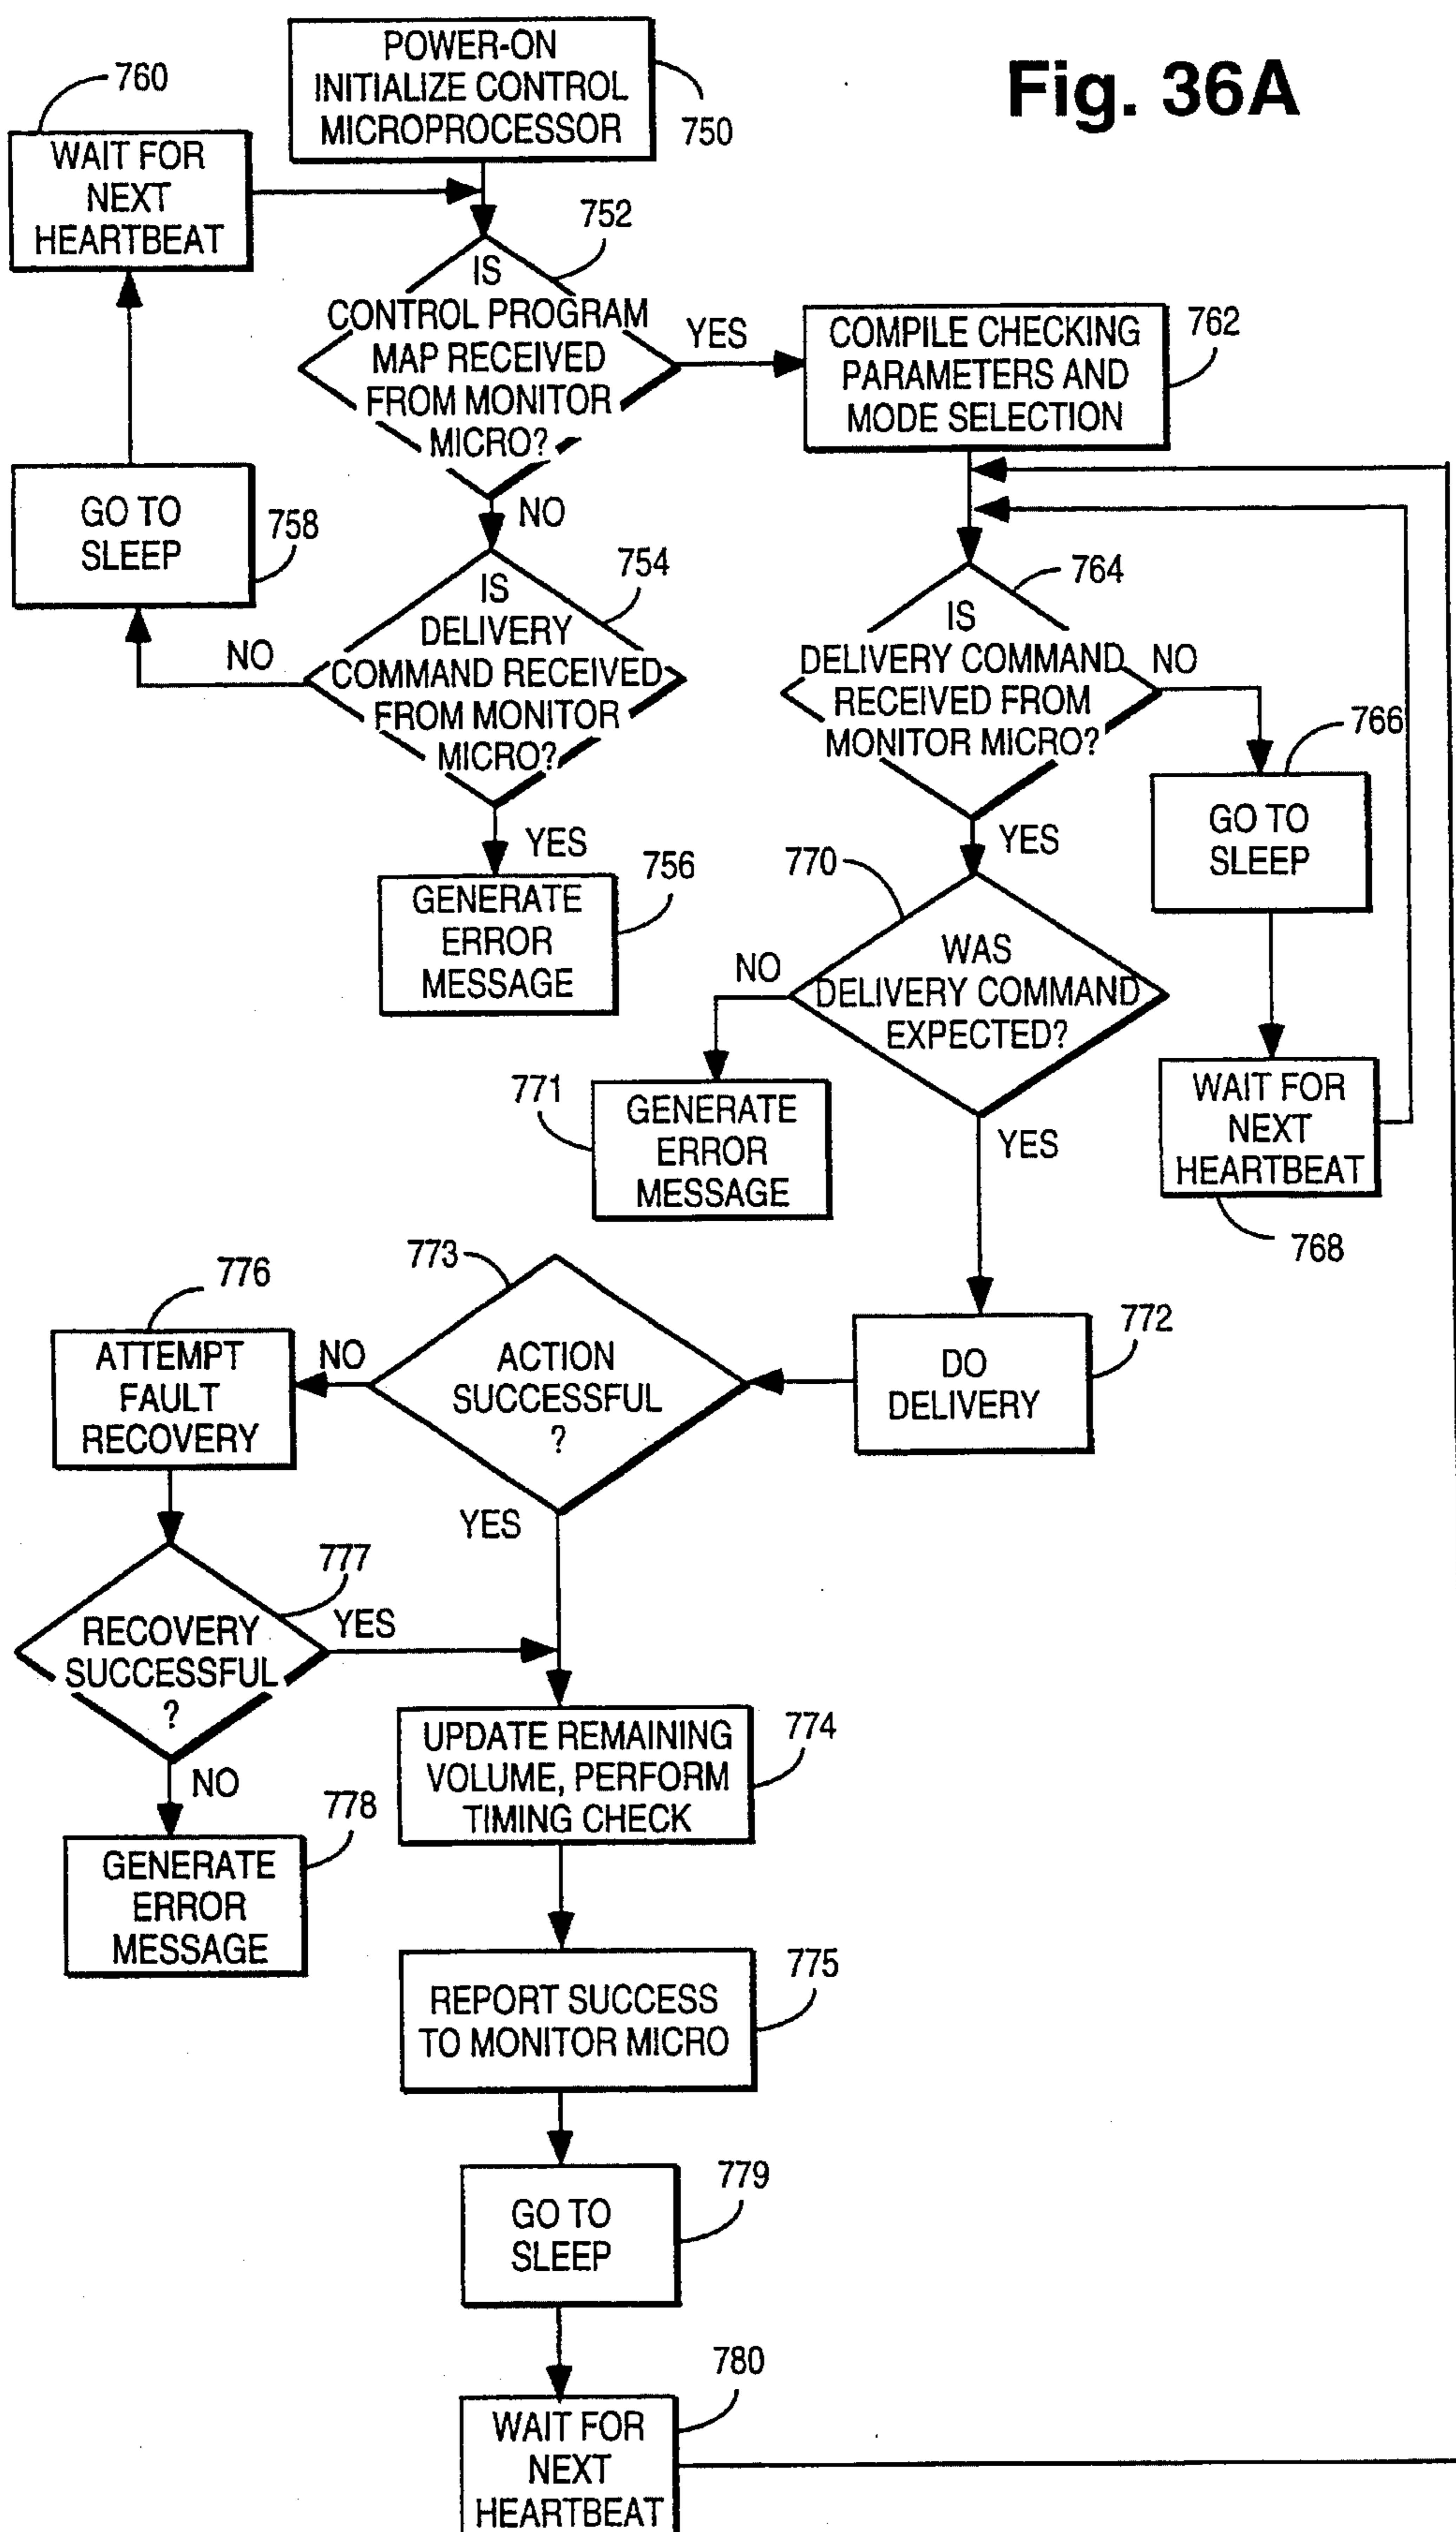 Fig. 36A
POWER-ON
INITIALIZE CONTROL
MICROPROCESSOR
750
760
WAIT FOR
NEXT
HEARTBEAT
752
IS
CONTROL PROGRAM
MAP RECEIVED
FROM MONITOR
MICRO?
YES
NO
COMPILE CHECKING
PARAMETERS AND
MODE SELECTION
762
GO TO
SLEEP
758
754
IS
DELIVERY
COMMAND RECEIVED
FROM MONITOR
MICRO?
NO
YES
764
IS
DELIVERY COMMAND
RECEIVED FROM
MONITOR MICRO?
NO
YES
766
GO TO
SLEEP
GENERATE
ERROR
MESSAGE
756
770
WAS
DELIVERY COMMAND
EXPECTED?
NO
YES
771
GENERATE
ERROR
MESSAGE
WAIT FOR
NEXT
HEARTBEAT
768
772
DO
DELIVERY
773
ACTION
SUCCESSFUL
?
NO
YES
776
ATTEMPT
FAULT
RECOVERY
777
RECOVERY
SUCCESSFUL
?
YES
NO
778
GENERATE
ERROR
MESSAGE
UPDATE REMAINING
VOLUME, PERFORM
TIMING CHECK
774
REPORT SUCCESS
TO MONITOR MICRO
775
GO TO
SLEEP
779
WAIT FOR
NEXT
HEARTBEAT
780